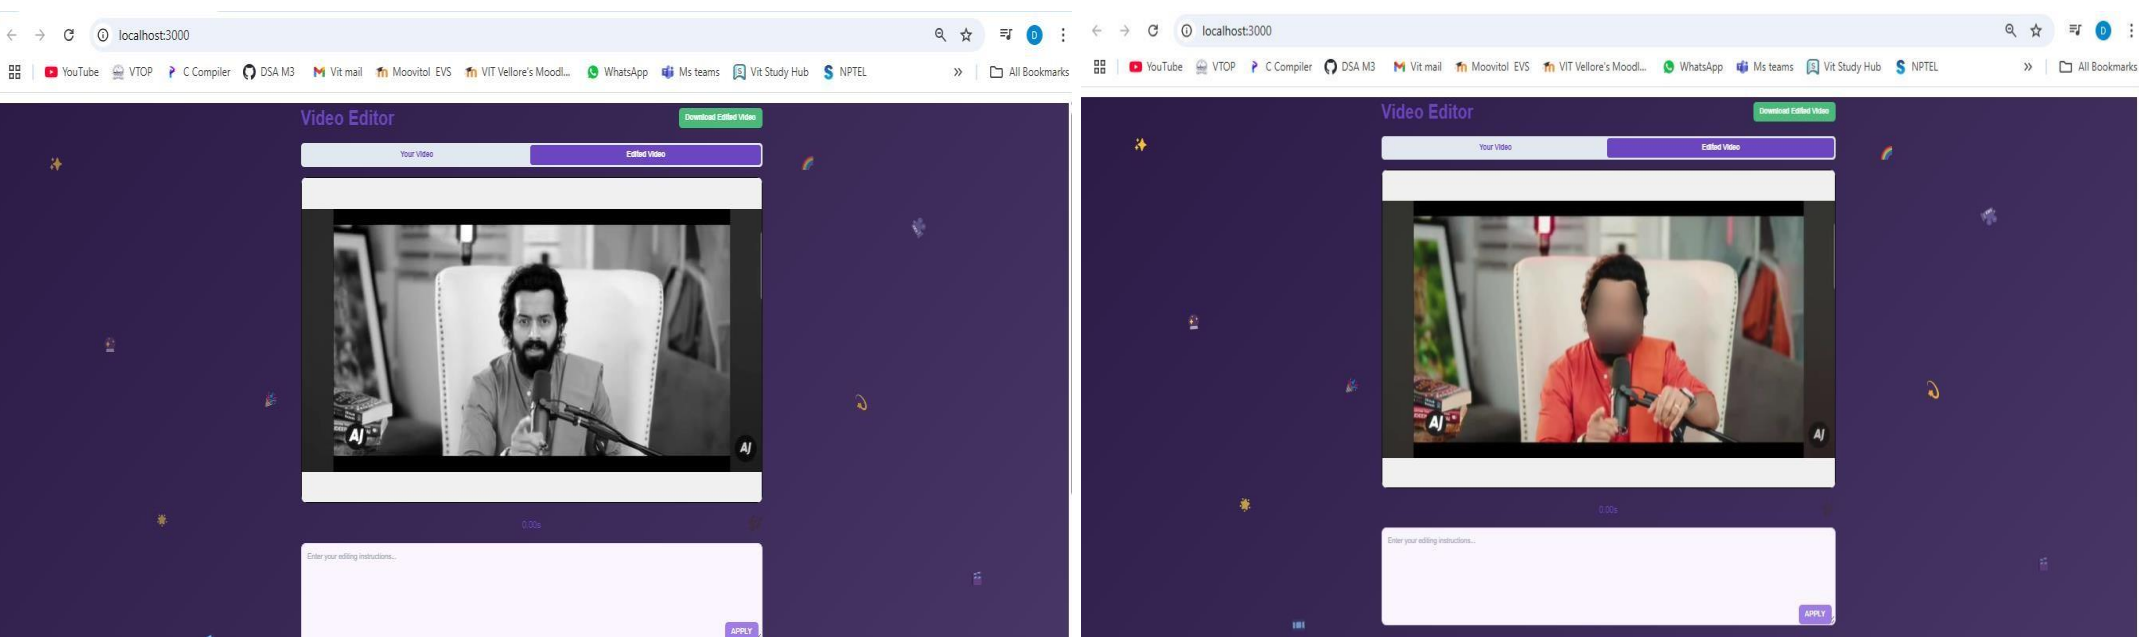 localhost:3000
D
YouTube VTOP C Compiler DSA M3 Vit mail Moovitol EVS VIT Vellore's Moodl... WhatsApp Ms teams Vit Study Hub NPTEL » All Bookmarks
Video Editor
Download Edited Video
Your Video Edited Video
AJ
AJ
0.00s
Enter your editing instructions...
APPLY
localhost:3000
D
YouTube VTOP C Compiler DSA M3 Vit mail Moovitol EVS VIT Vellore's Moodl... WhatsApp Ms teams Vit Study Hub NPTEL » All Bookmarks
Video Editor
Download Edited Video
Your Video Edited Video
AJ
AJ
0.00s
Enter your editing instructions...
APPLY